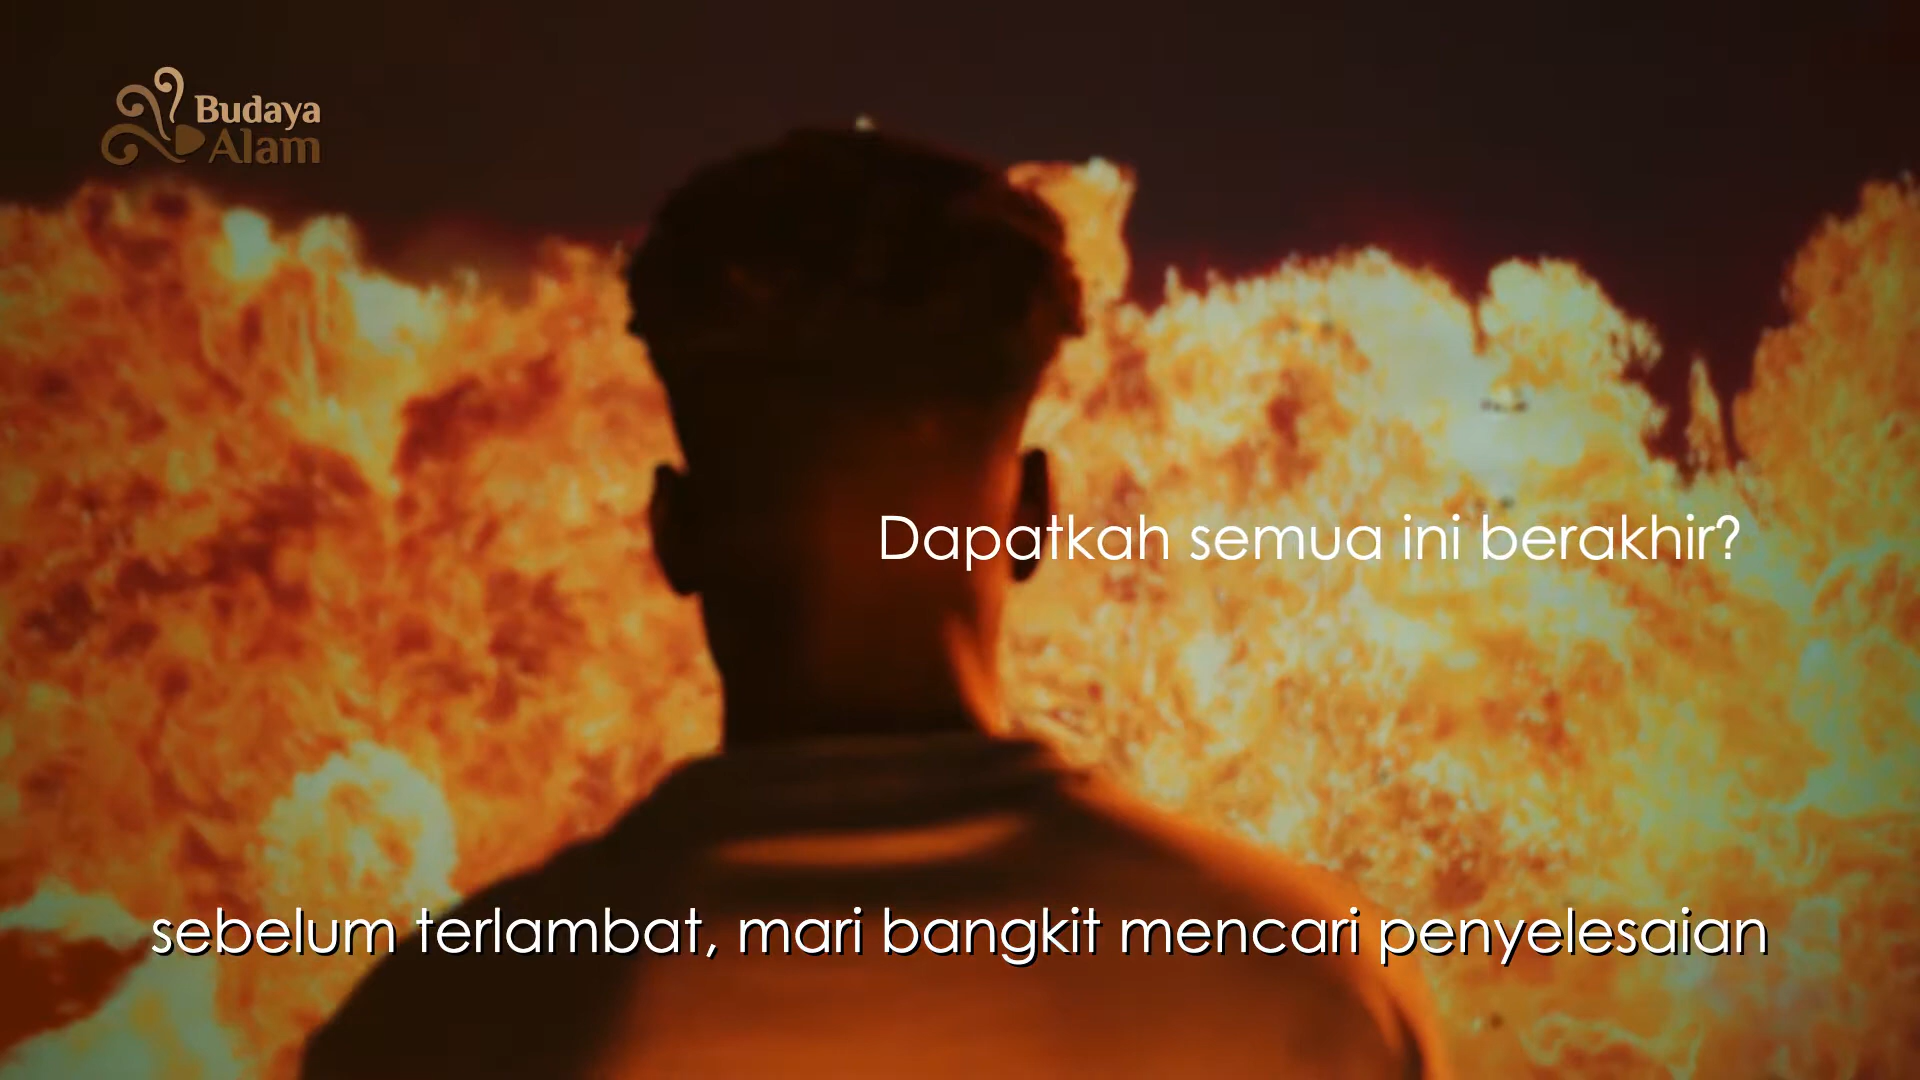 Budaya
Alam
Dapatkah semua ini berakhir?
sebelum terlambat, mari bangkit mencari penyelesaian